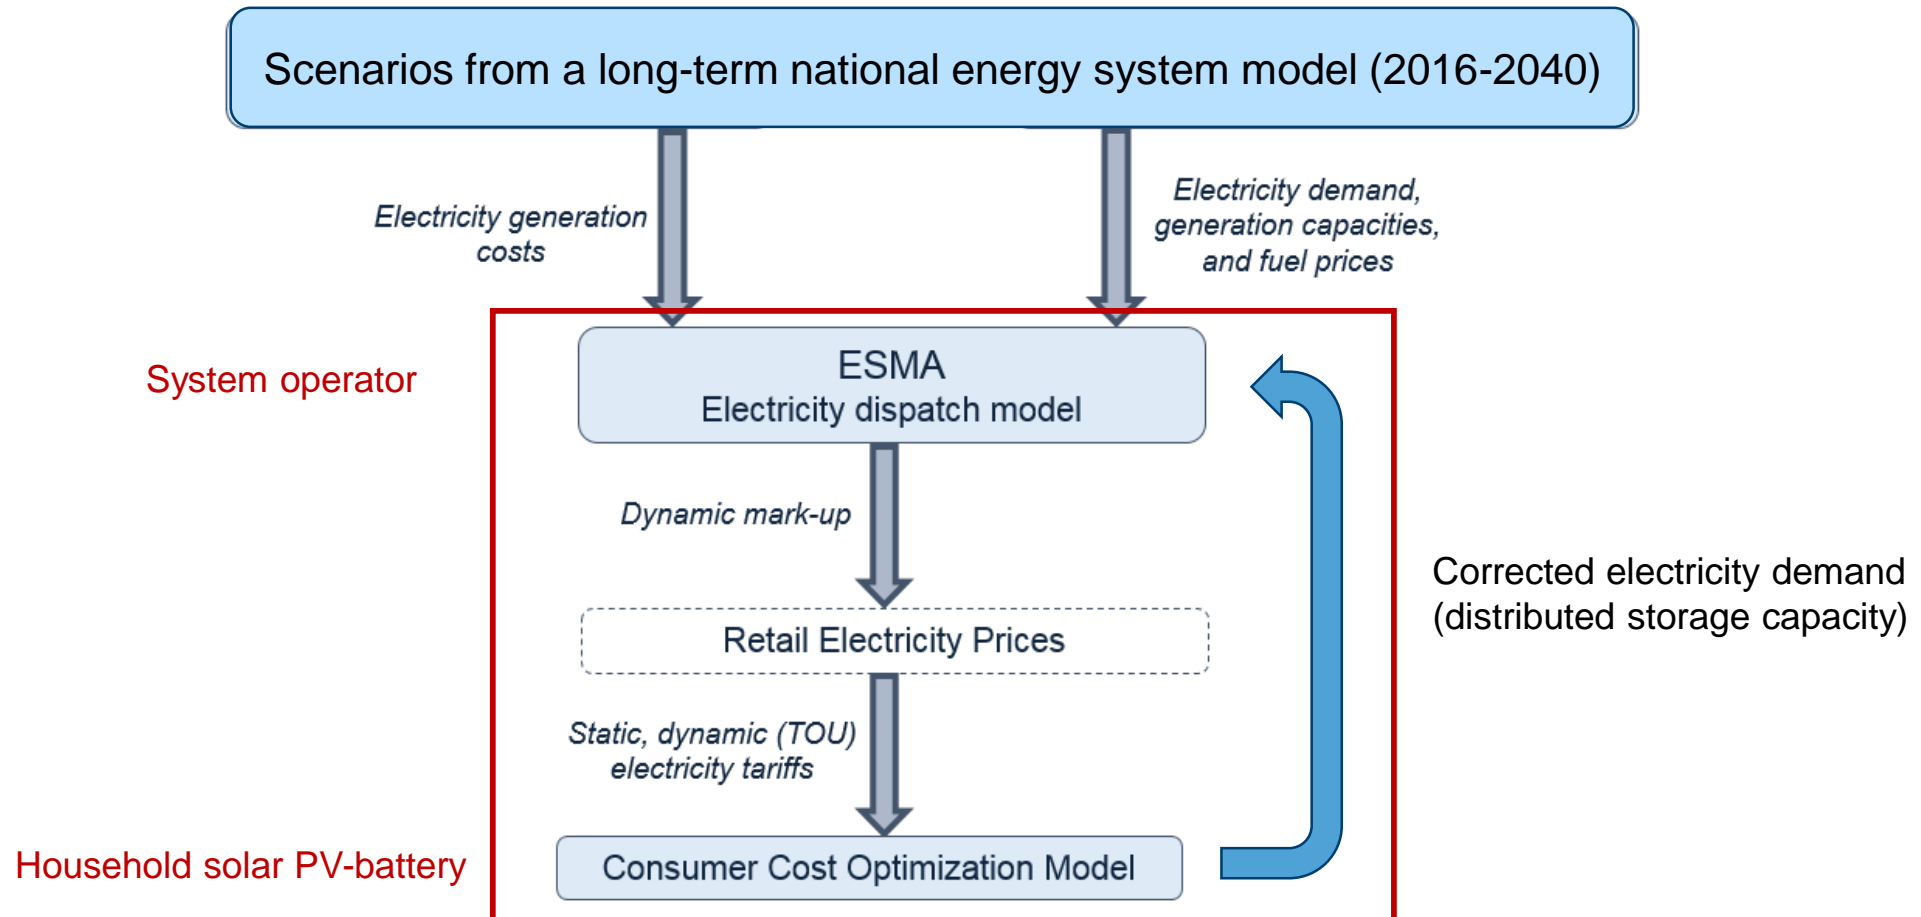 Scenarios from a long-term national energy system model (2016-2040)
Electricity generation
costs
Electricity demand,
generation capacities,
and fuel prices
System operator
ESMA
Electricity dispatch model
Dynamic mark-up
Corrected electricity demand
(distributed storage capacity)
Retail Electricity Prices
Static, dynamic (TOU)
electricity tariffs
Household solar PV-battery
Consumer Cost Optimization Model